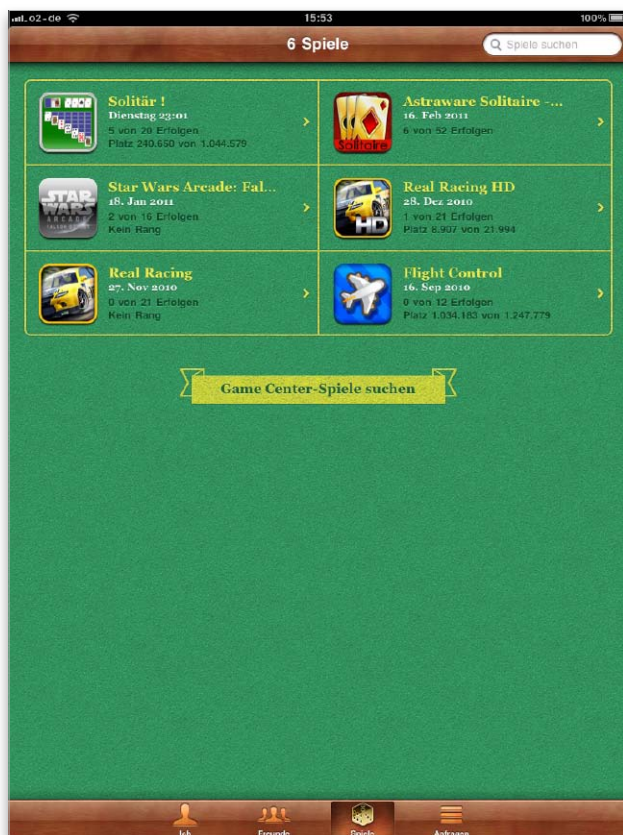 o2-de 15:53 100%
6 Spiele
Spiele suchen
Solitär !
Dienstag 23:01
5 von 20 Erfolgen
Platz 240.650 von 1.044.579
Astraware Solitaire -...
16. Feb 2011
6 von 52 Erfolgen
Solitaire
Star Wars Arcade: Fal...
18. Jan 2011
2 von 16 Erfolgen
Kein Rang
STAR
WARS
ARCADE
Real Racing HD
28. Dez 2010
1 von 21 Erfolgen
Platz 8.907 von 21.994
HD
Real Racing
27. Nov 2010
0 von 21 Erfolgen
Kein Rang
Flight Control
16. Sep 2010
0 von 12 Erfolgen
Platz 1.034.183 von 1.247.779
Game Center-Spiele suchen
Ich Freunde Spiele Anfragen